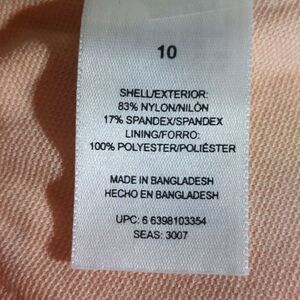 10
SHELL/EXTERIOR:
83% NYLON/NILÓN
17% SPANDEX/SPANDEX
LINING/FORRO:
100% POLYESTER/POLIÉSTER
MADE IN BANGLADESH
HECHO EN BANGLADESH
UPC: 6 6398103354
SEAS: 3007